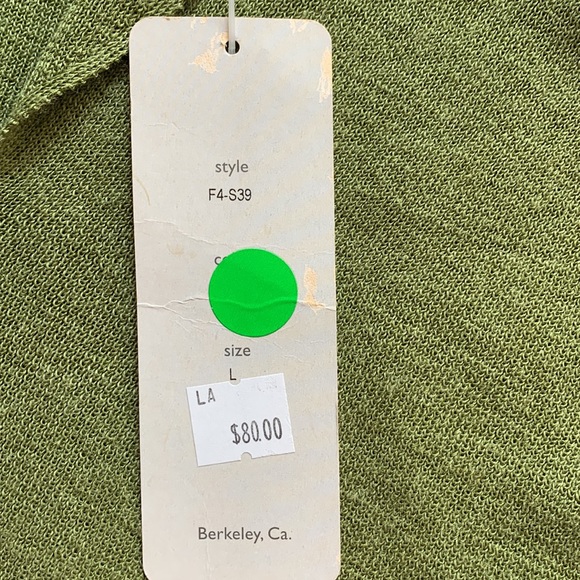 style
F4-S39
size
L
LA
$80.00
Berkeley, Ca.